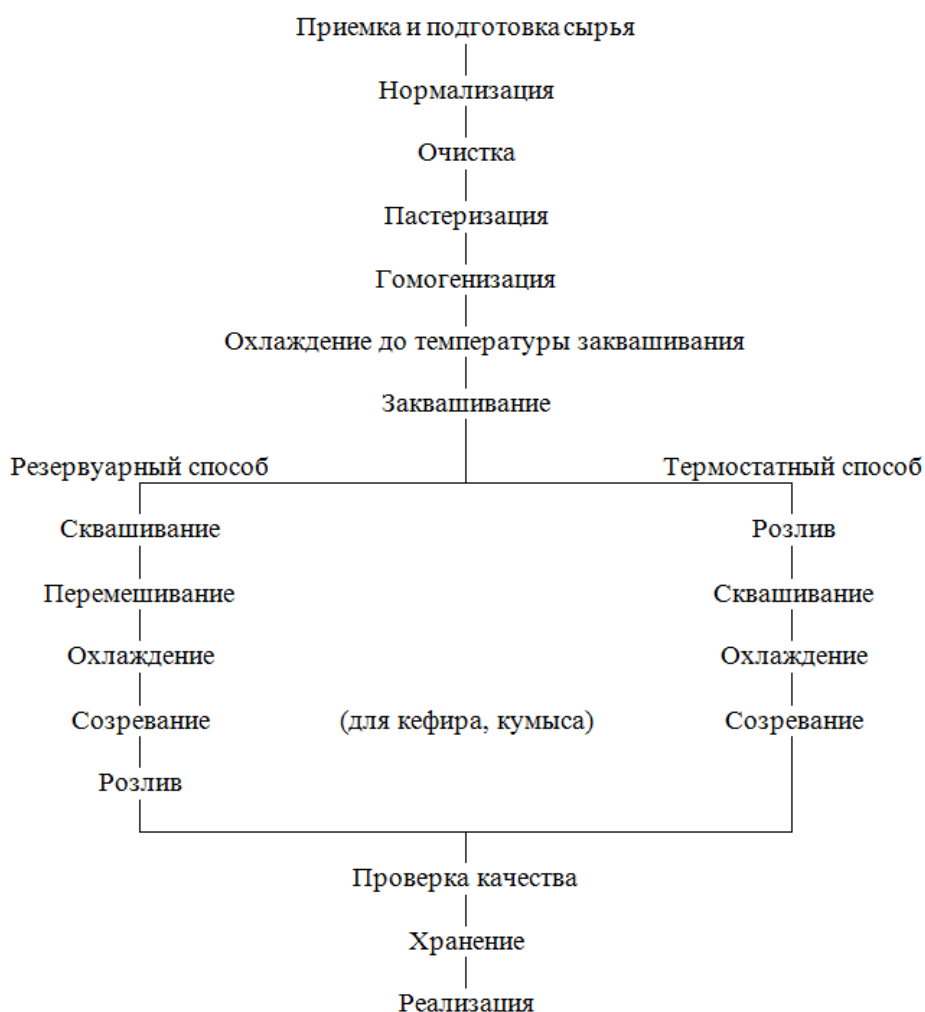 Приемка и подготовка сырья
Нормализация
Очистка
Пастеризация
Гомогенизация
Охлаждение до температуры заквашивания
Заквашивание
Резервуарный способ
Термостатный способ
Сквашивание
Розлив
Перемешивание
Сквашивание
Охлаждение
Охлаждение
Созревание
(для кефира, кумыса)
Созревание
Розлив
Проверка качества
Хранение
Реализация